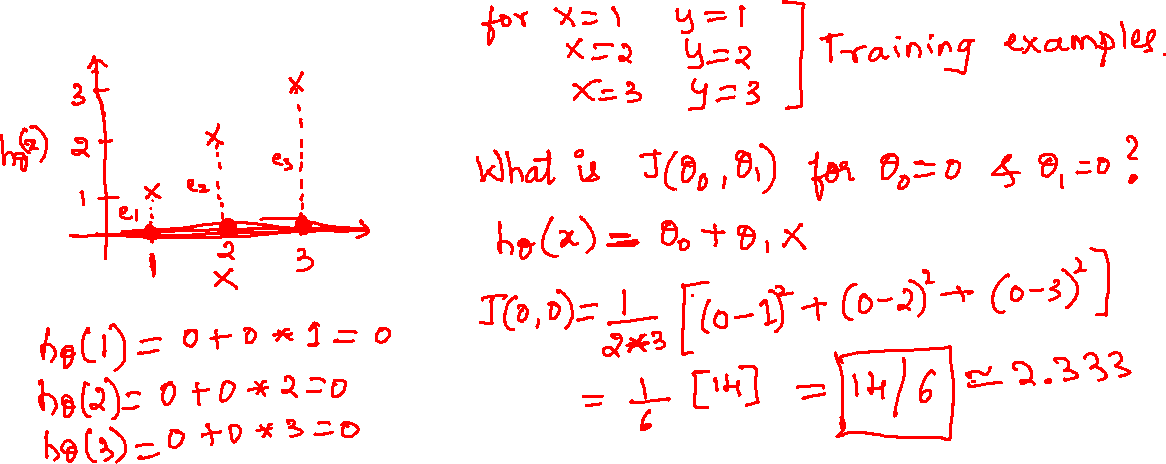 for x=1 y=1
x=2 y=2
x=3 y=3
Training examples.
3
hθ(x) 2
1
e1 e2 e3
1 2 3
X
What is J(θ₀, θ₁) for θ₀=0 & θ₁=0?
hθ(x) = θ₀ + θ₁ x
J(0,0) = 1/(2*3) [(0-1)² + (0-2)² + (0-3)²]
= 1/6 [14] = 14/6 ≃ 2.333
hθ(1) = 0 + 0 * 1 = 0
hθ(2) = 0 + 0 * 2 = 0
hθ(3) = 0 + 0 * 3 = 0